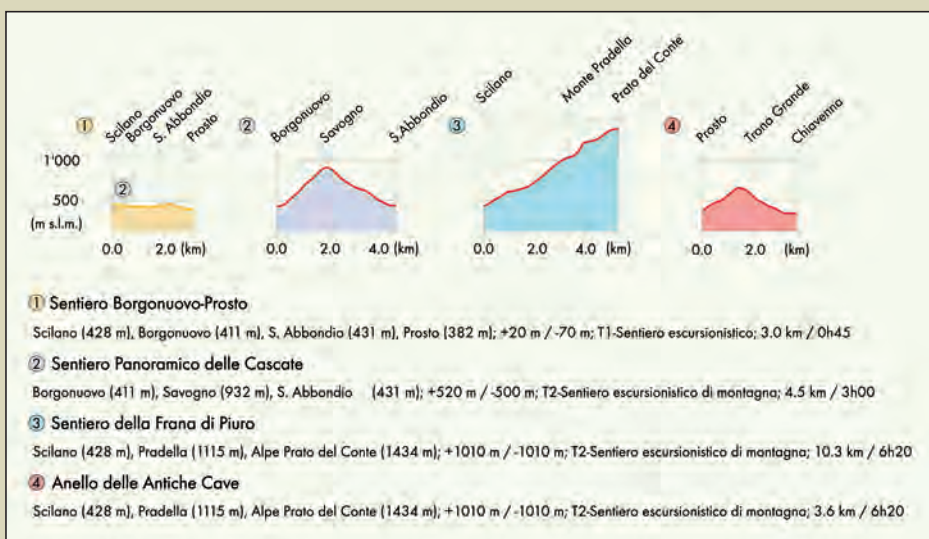 1 Scilano Borgonuovo S. Abbondio Prosto
2 Borgonuovo Savogno S.Abbondio
3 Scilano Monte Pradella Prato del Conte
4 Prosto Trana Grande Chiavenna
1'000
2
500
(m s.l.m.)
0.0 2.0 (km)
0.0 2.0 4.0 (km)
0.0 2.0 4.0 (km)
0.0 2.0 (km)
1 Sentiero Borgonuovo-Prosto
Scilano (428 m), Borgonuovo (411 m), S. Abbondio (431 m), Prosto (382 m); +20 m / -70 m; T1-Sentiero escursionistico; 3.0 km / 0h45
2 Sentiero Panoramico delle Cascate
Borgonuovo (411 m), Savogno (932 m), S. Abbondio (431 m); +520 m / -500 m; T2-Sentiero escursionistico di montagna; 4.5 km / 3h00
3 Sentiero della Frana di Piuro
Scilano (428 m), Pradella (1115 m), Alpe Prato del Conte (1434 m); +1010 m / -1010 m; T2-Sentiero escursionistico di montagna; 10.3 km / 6h20
4 Anello delle Antiche Cave
Scilano (428 m), Pradella (1115 m), Alpe Prato del Conte (1434 m); +1010 m / -1010 m; T2-Sentiero escursionistico di montagna; 3.6 km / 6h20